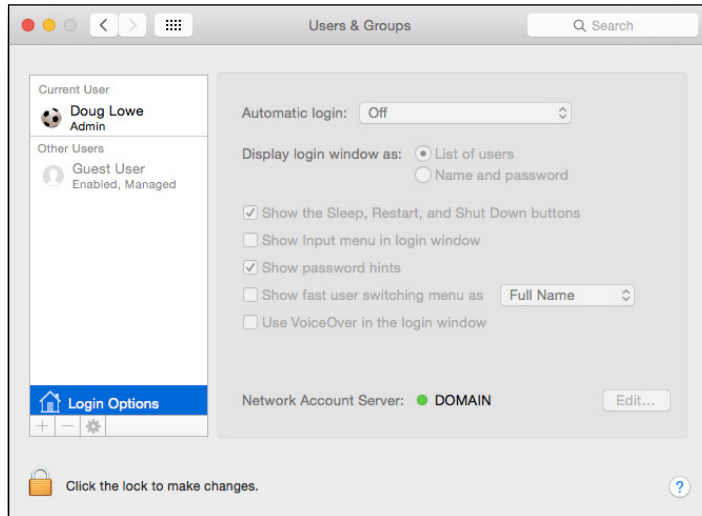 Users & Groups
Search
Current User
Doug Lowe
Admin
Other Users
Guest User
Enabled, Managed
Login Options
Automatic login: Off
Display login window as: List of users
Name and password
Show the Sleep, Restart, and Shut Down buttons
Show Input menu in login window
Show password hints
Show fast user switching menu as Full Name
Use VoiceOver in the login window
Network Account Server: DOMAIN Edit...
Click the lock to make changes.
?